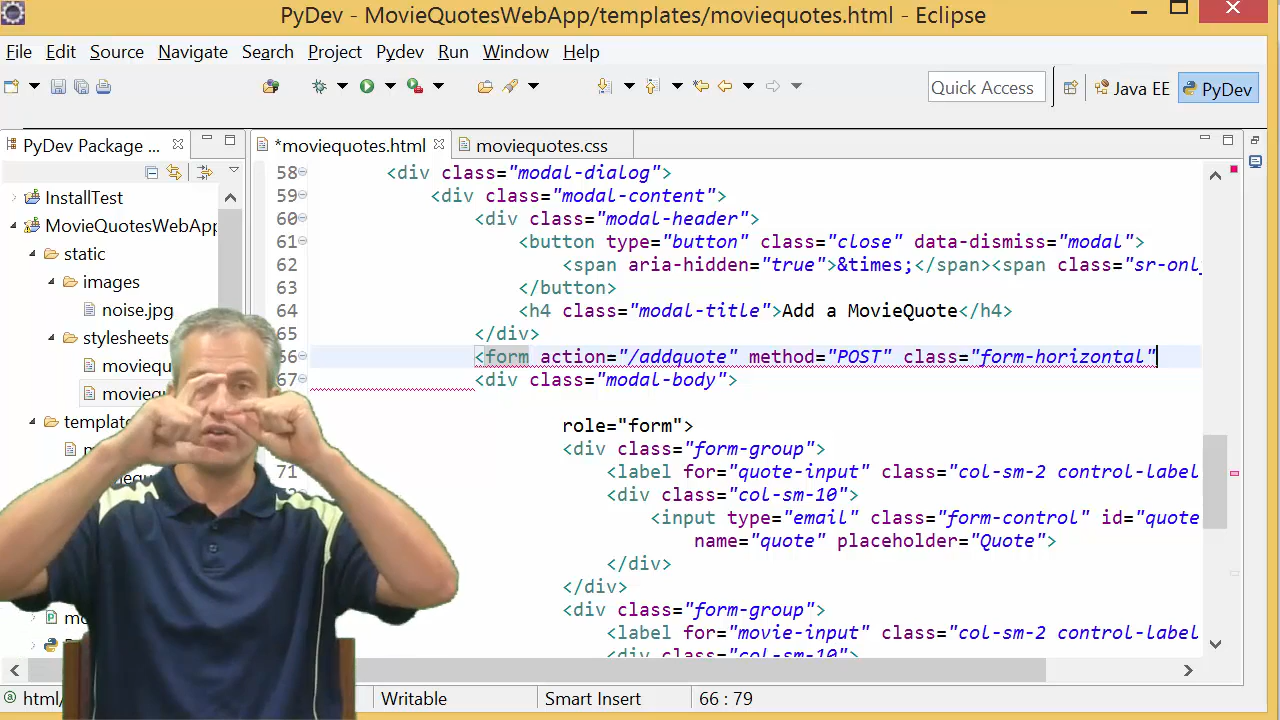 PyDev - MovieQuotesWebApp/templates/moviequotes.html - Eclipse
File Edit Source Navigate Search Project Pydev Run Window Help
Quick Access
Java EE
PyDev
PyDev Package ...
*moviequotes.html
moviequotes.css
InstallTest
MovieQuotesWebApp
static
images
noise.jpg
stylesheets
58 <div class="modal-dialog">
59 <div class="modal-content">
60 <div class="modal-header">
61 <button type="button" class="close" data-dismiss="modal">
62 <span aria-hidden="true">&times;</span><span class="sr-onl
63 </button>
64 <h4 class="modal-title">Add a MovieQuote</h4>
65 </div>
66 <form action="/addquote" method="POST" class="form-horizontal"
67 <div class="modal-body">
role="form">
<div class="form-group">
71 <label for="quote-input" class="col-sm-2 control-label
<div class="col-sm-10">
<input type="email" class="form-control" id="quote
name="quote" placeholder="Quote">
</div>
</div>
<div class="form-group">
<label for="movie-input" class="col-sm-2 control-label
<div class="col-sm-10">
html/
Writable
Smart Insert
66 : 79